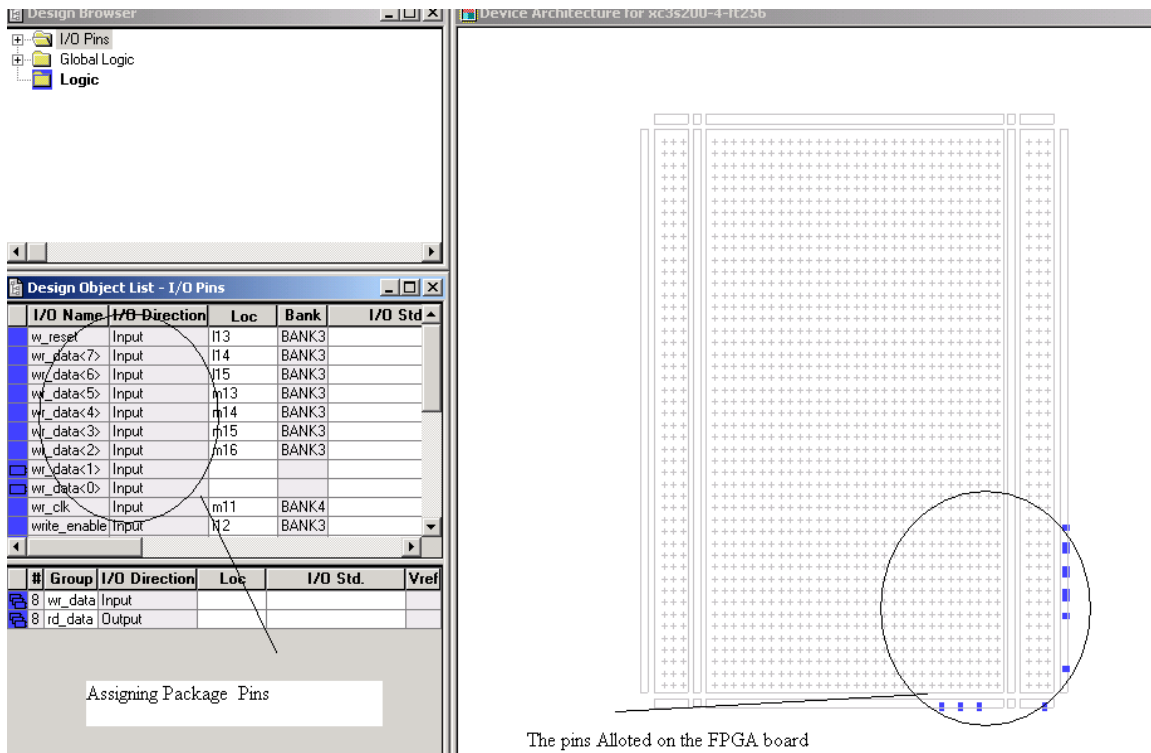 Design Browser
Device Architecture for xc3s200-4-ft256
I/O Pins
Global Logic
Logic
Design Object List - I/O Pins
I/O Name I/O Direction Loc Bank I/O Std
w_reset Input l13 BANK3
wr_data<7> Input l14 BANK3
wr_data<6> Input l15 BANK3
wr_data<5> Input m13 BANK3
wr_data<4> Input m14 BANK3
wr_data<3> Input m15 BANK3
wr_data<2> Input m16 BANK3
wr_data<1> Input
wr_data<0> Input
wr_clk Input m11 BANK4
write_enable Input l12 BANK3
# Group I/O Direction Loc I/O Std. Vref
8 wr_data Input
8 rd_data Output
Assigning Package Pins
The pins Alloted on the FPGA board